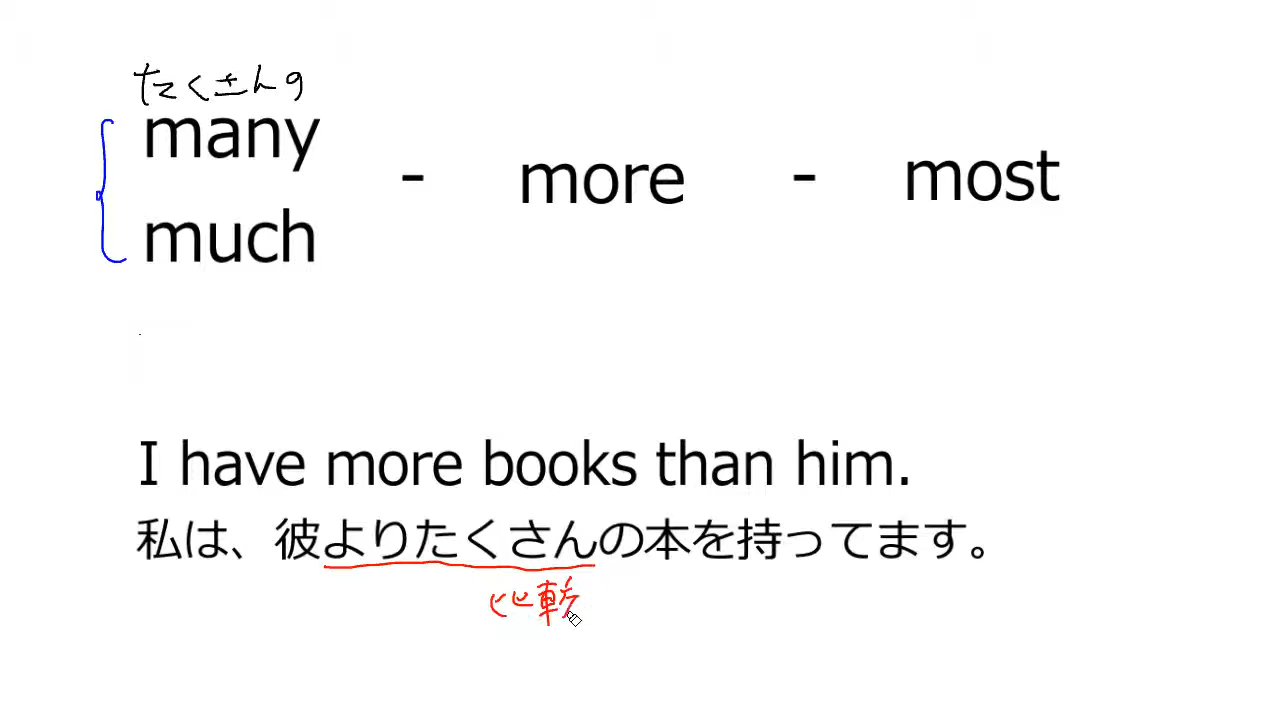 たくさんの
many
much
- more - most
I have more books than him.
私は、彼よりたくさんの本を持ってます。
比較